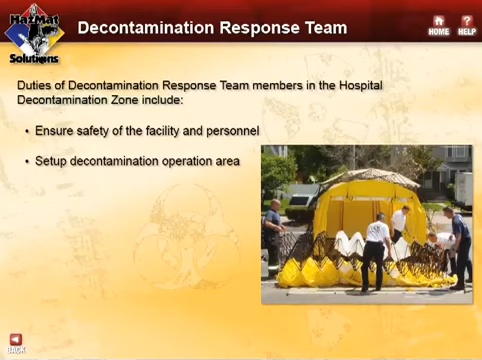 HazMat
Solutions
Decontamination Response Team
HOME
HELP
Duties of Decontamination Response Team members in the Hospital
Decontamination Zone include:
• Ensure safety of the facility and personnel
• Setup decontamination operation area
BACK